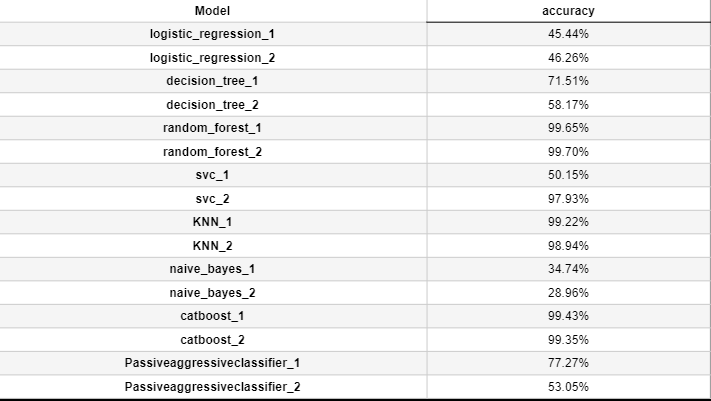 Model accuracy
logistic_regression_1 45.44%
logistic_regression_2 46.26%
decision_tree_1 71.51%
decision_tree_2 58.17%
random_forest_1 99.65%
random_forest_2 99.70%
svc_1 50.15%
svc_2 97.93%
KNN_1 99.22%
KNN_2 98.94%
naive_bayes_1 34.74%
naive_bayes_2 28.96%
catboost_1 99.43%
catboost_2 99.35%
Passiveaggressiveclassifier_1 77.27%
Passiveaggressiveclassifier_2 53.05%